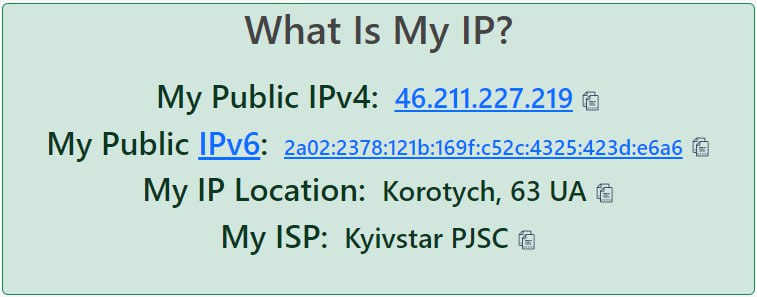 What Is My IP?
My Public IPv4: 46.211.227.219
My Public IPv6: 2a02:2378:121b:169f:c52c:4325:423d:e6a6
My IP Location: Korotych, 63 UA
My ISP: Kyivstar PJSC